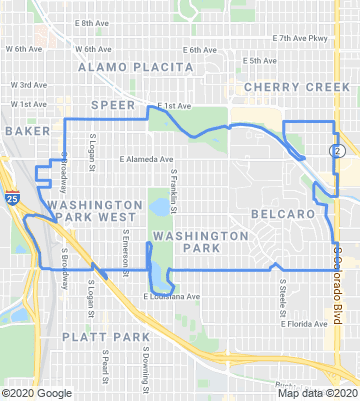 E 8th Ave
E 7th Ave Pkwy
W 6th Ave
W 6th Ave
E 6th Ave
E 5th Ave
ALAMO PLACITA
W 3rd Ave
CHERRY CREEK
W 1st Ave
SPEER
E 1st Ave
BAKER
S Logan St
2
S Broadway
E Alameda Ave
S Franklin St
25
WASHINGTON
PARK WEST
BELCARO
S Emerson St
WASHINGTON
PARK
S Broadway
S Colorado Blvd
S Logan St
S Steele St
E Louisiana Ave
E Florida Ave
PLATT PARK
S Pearl St
S Downing St
©2020 Google
Map data ©2020